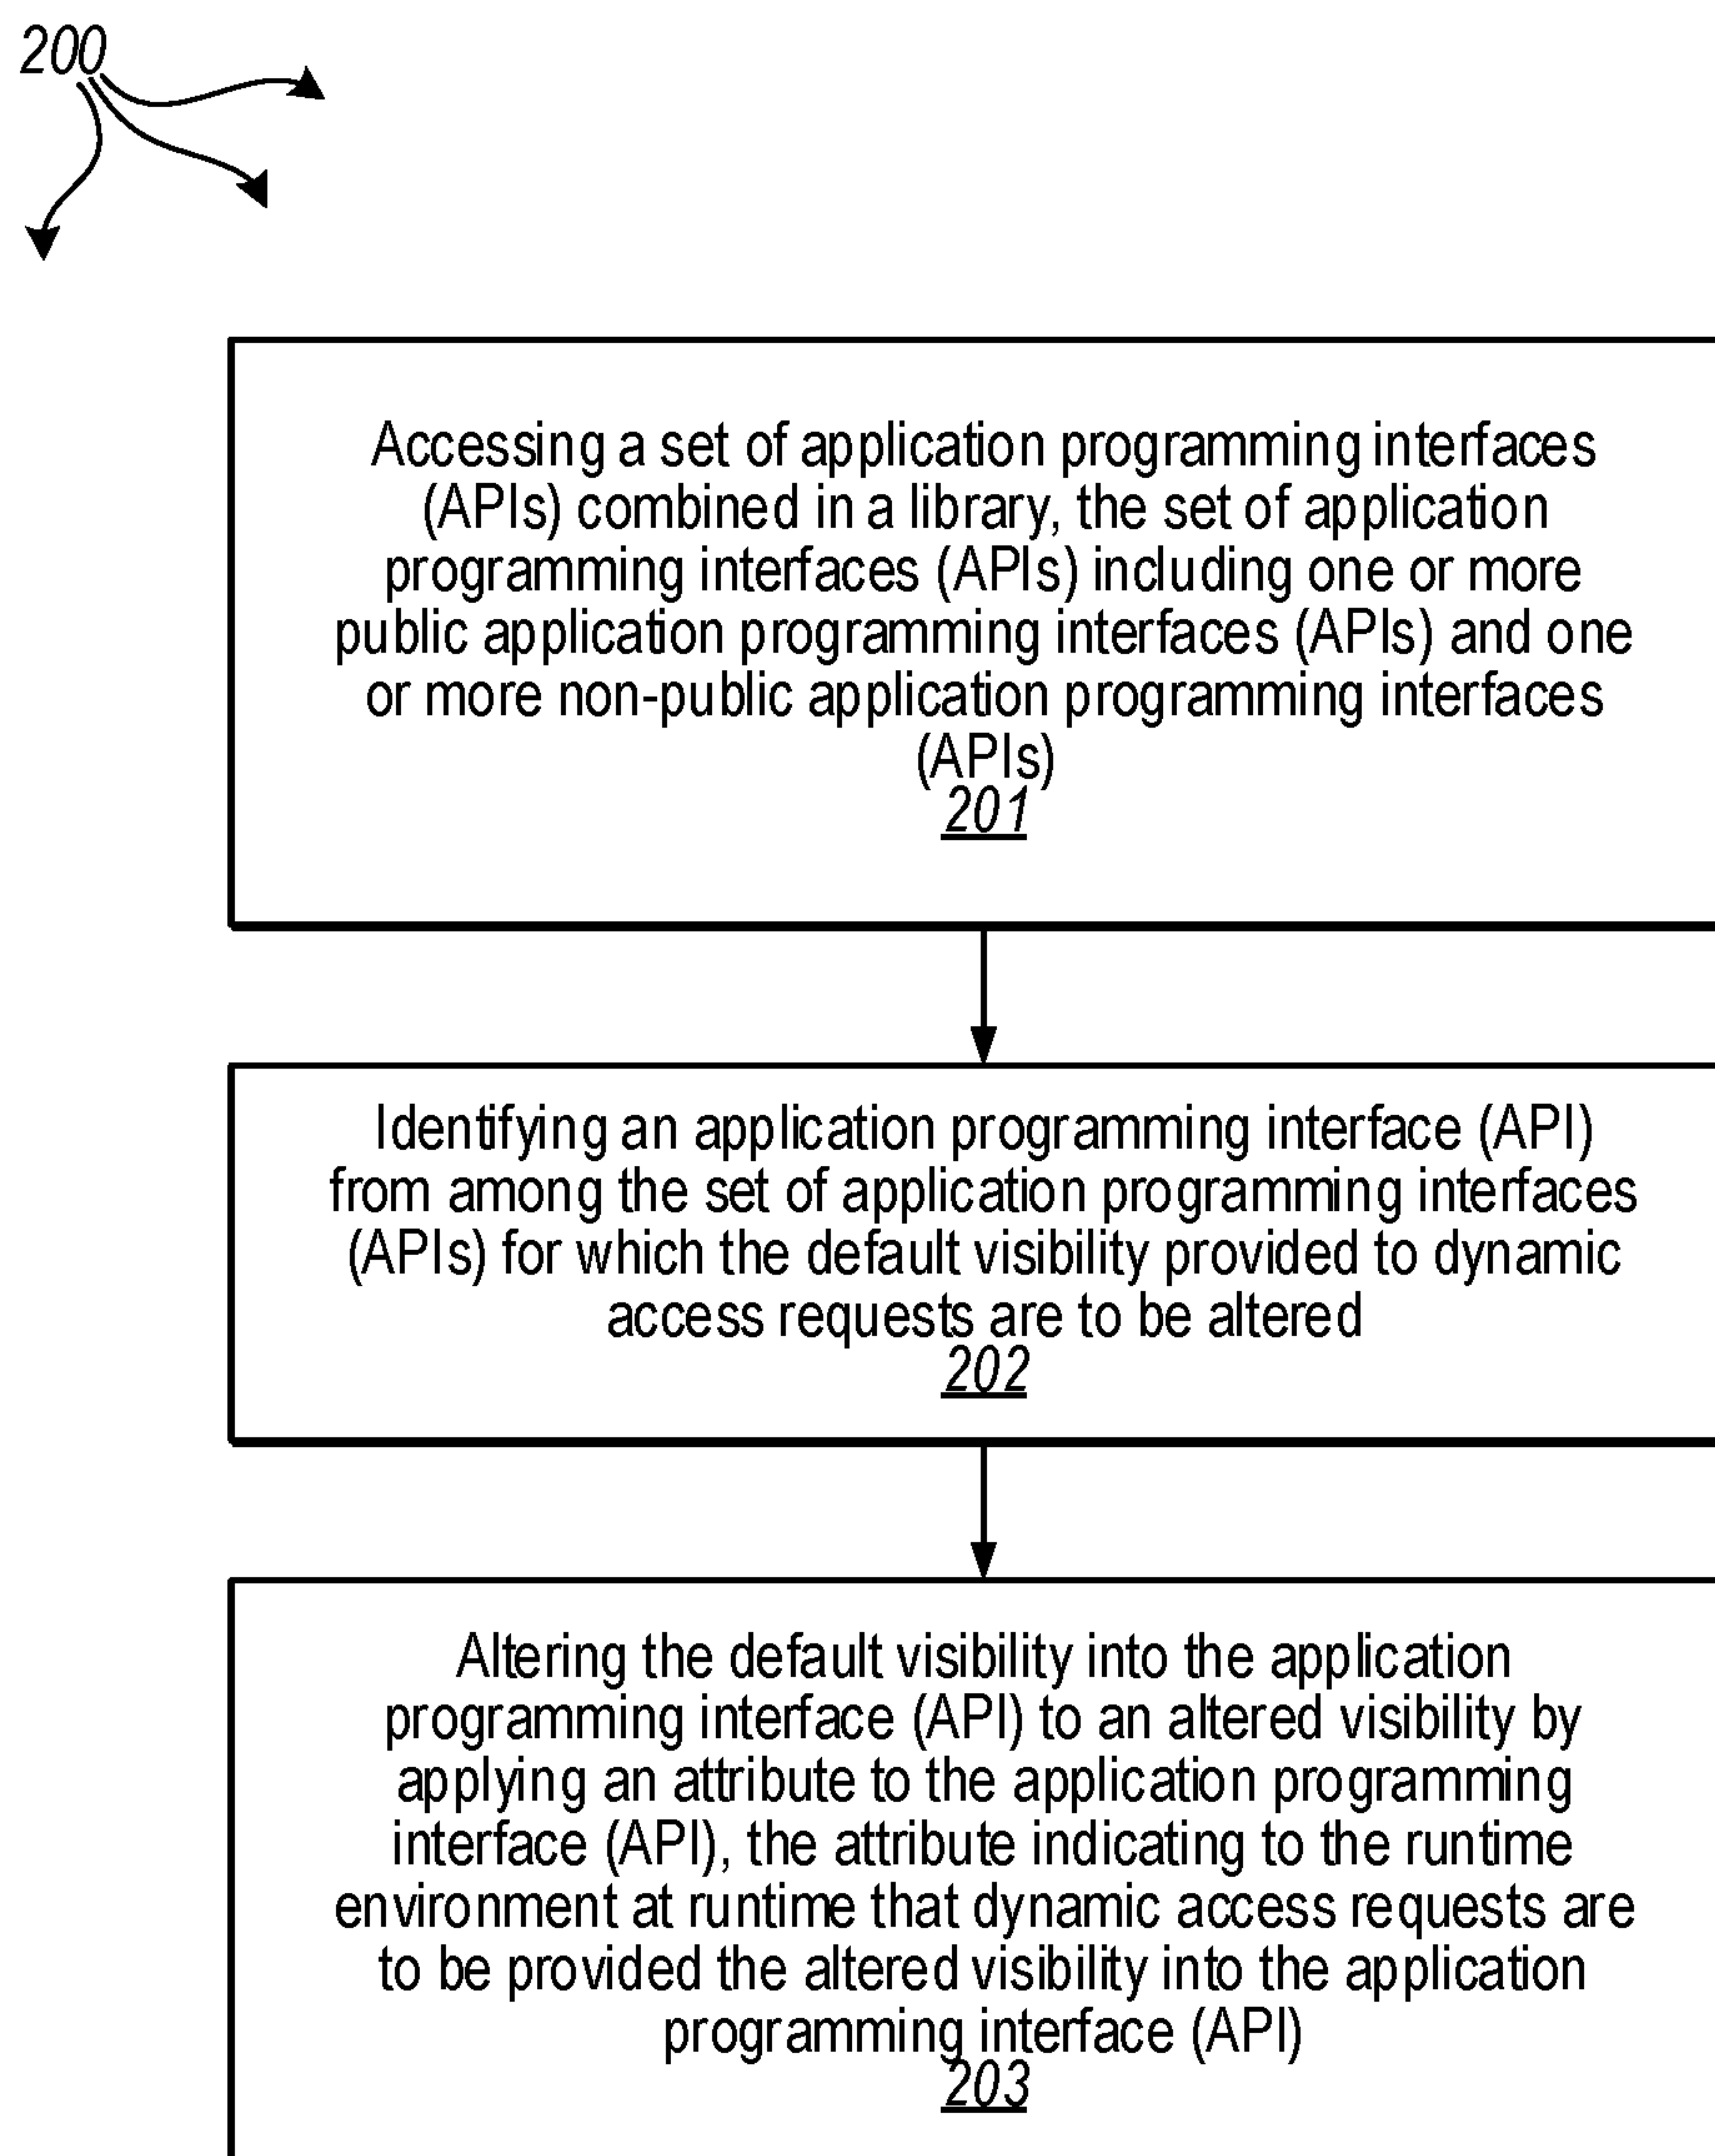 200
Accessing a set of application programming interfaces
(APIs) combined in a library, the set of application
programming interfaces (APIs) including one or more
public application programming interfaces (APIs) and one
or more non-public application programming interfaces
(APIs)
201
Identifying an application programming interface (API)
from among the set of application programming interfaces
(APIs) for which the default visibility provided to dynamic
access requests are to be altered
202
Altering the default visibility into the application
programming interface (API) to an altered visibility by
applying an attribute to the application programming
interface (API), the attribute indicating to the runtime
environment at runtime that dynamic access requests are
to be provided the altered visibility into the application
programming interface (API)
203